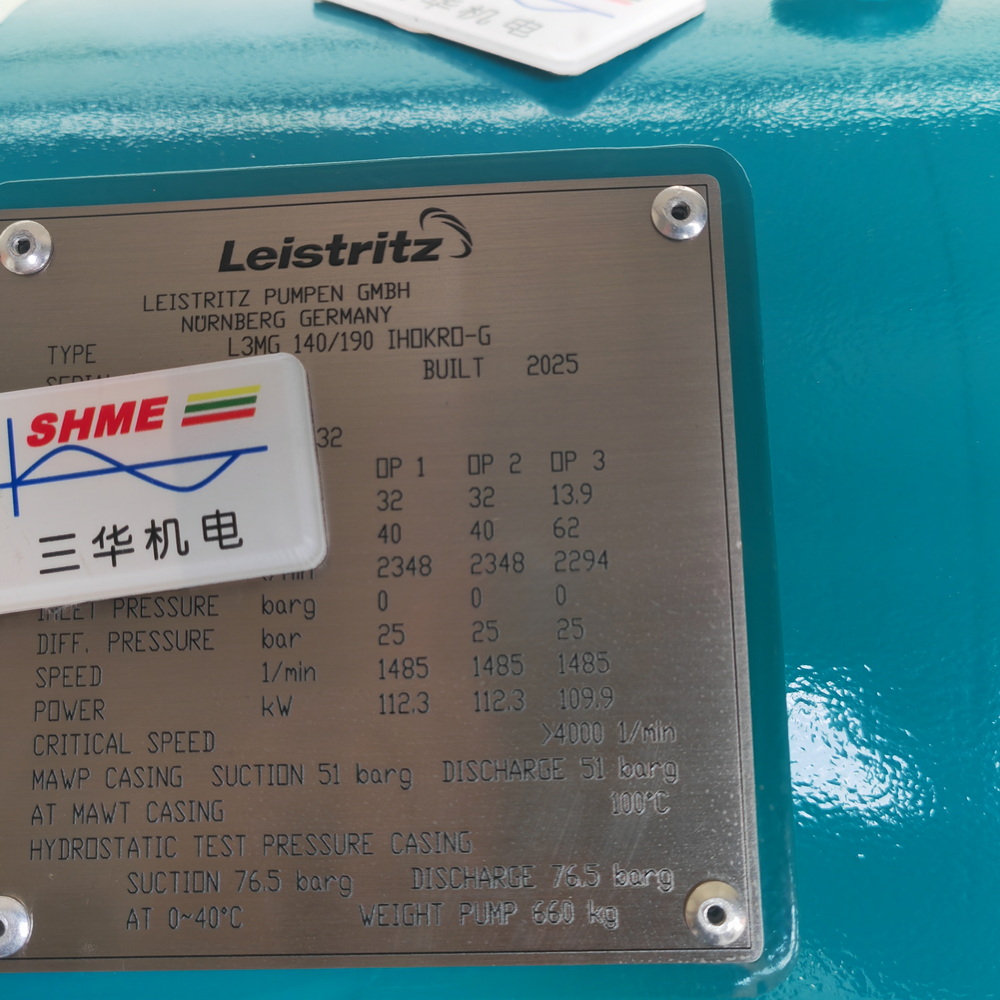 华机电
Leistritz
LEISTRITZ PUMPEN GMBH
NÜRNBERG GERMANY
TYPE L3MG 140/190 IHOKRO-G
BUILT 2025
SHME
三华机电
32
OP 1 OP 2 OP 3
32 32 13.9
40 40 62
2348 2348 2294
INLET PRESSURE barg 0 0 0
DIFF. PRESSURE bar 25 25 25
SPEED 1/min 1485 1485 1485
POWER kW 112.3 112.3 109.9
CRITICAL SPEED >4000 1/min
MAWP CASING SUCTION 51 barg DISCHARGE 51 barg
AT MAWT CASING 100°C
HYDROSTATIC TEST PRESSURE CASING
SUCTION 76.5 barg DISCHARGE 76.5 barg
AT 0~40°C WEIGHT PUMP 660 kg